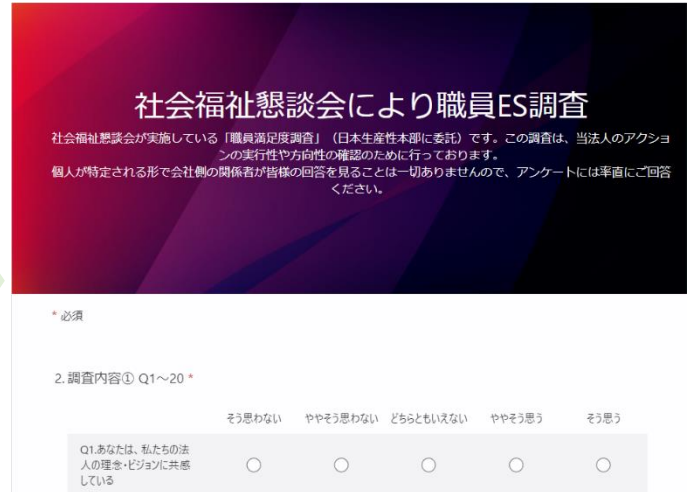 社会福祉懇談会により職員ES調査
社会福祉懇談会が実施している「職員満足度調査」（日本生産性本部に委託）です。この調査は、当法人のアクショ
ンの実行性や方向性の確認のために行っております。
個人が特定される形で会社側の関係者が皆様の回答を見ることは一切ありませんので、アンケートには率直にご回答
ください。
* 必須
2. 調査内容① Q1～20 *
そう思わない ややそう思わない どちらともいえない ややそう思う そう思う
Q1.あなたは、私たちの法
人の理念・ビジョンに共感
している